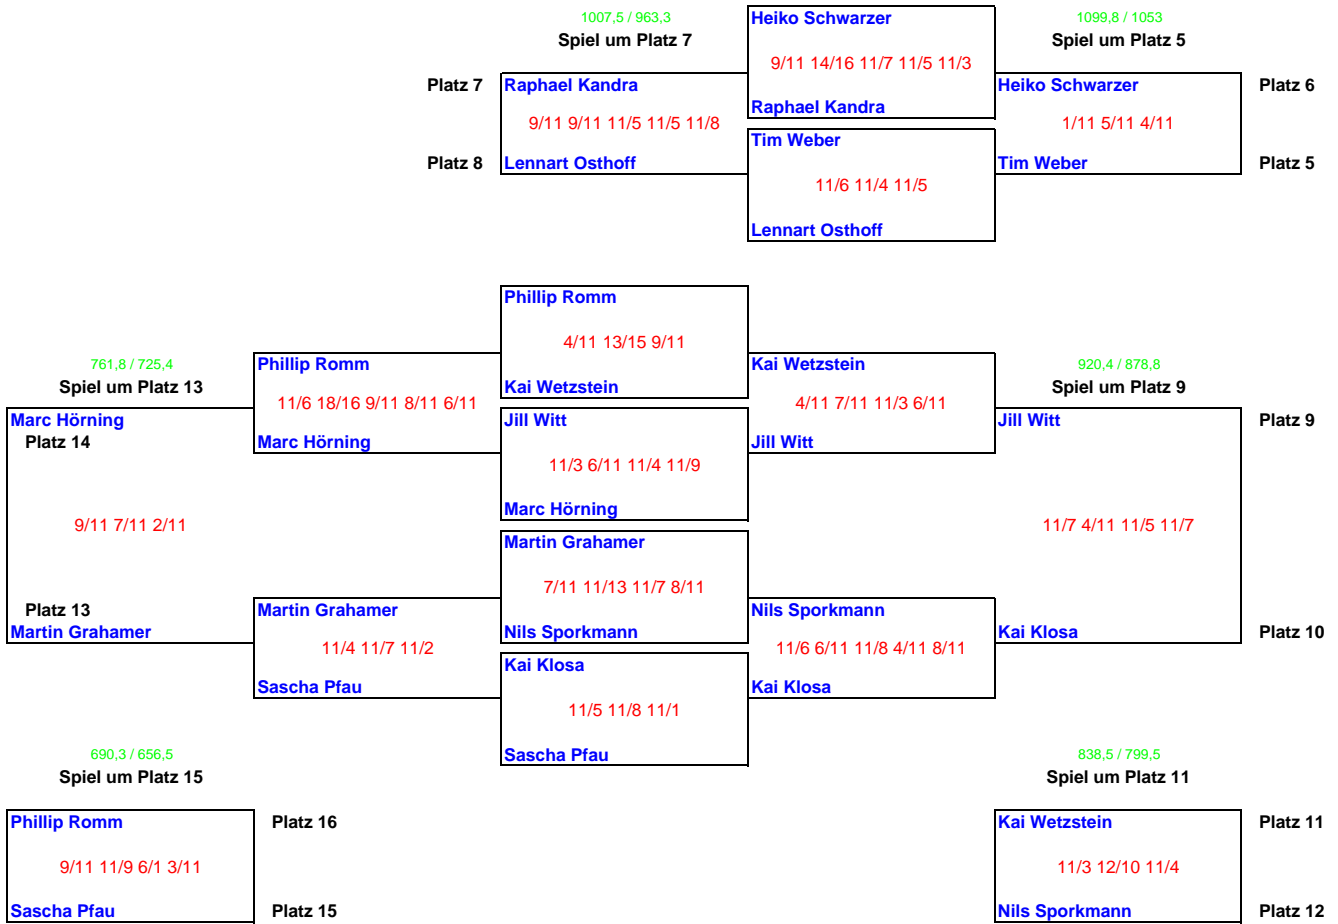 1007,5 / 963,3
Spiel um Platz 7
Heiko Schwarzer
1099,8 / 1053
Spiel um Platz 5
9/11 14/16 11/7 11/5 11/3
Platz 7
Raphael Kandra
Heiko Schwarzer
Platz 6
Raphael Kandra
9/11 9/11 11/5 11/5 11/8
1/11 5/11 4/11
Tim Weber
Platz 8
Lennart Osthoff
Tim Weber
Platz 5
11/6 11/4 11/5
Lennart Osthoff
Phillip Romm
4/11 13/15 9/11
761,8 / 725,4
Phillip Romm
Kai Wetzstein
920,4 / 878,8
Spiel um Platz 13
Kai Wetzstein
Spiel um Platz 9
11/6 18/16 9/11 8/11 6/11
4/11 7/11 11/3 6/11
Marc Hörning
Jill Witt
Jill Witt
Platz 9
Platz 14
Marc Hörning
Jill Witt
11/3 6/11 11/4 11/9
Marc Hörning
9/11 7/11 2/11
11/7 4/11 11/5 11/7
Martin Grahamer
7/11 11/13 11/7 8/11
Platz 13
Martin Grahamer
Nils Sporkmann
Martin Grahamer
Nils Sporkmann
Kai Klosa
Platz 10
11/4 11/7 11/2
11/6 6/11 11/8 4/11 8/11
Kai Klosa
Sascha Pfau
Kai Klosa
11/5 11/8 11/1
690,3 / 656,5
Sascha Pfau
838,5 / 799,5
Spiel um Platz 15
Spiel um Platz 11
Phillip Romm
Platz 16
Kai Wetzstein
Platz 11
9/11 11/9 6/1 3/11
11/3 12/10 11/4
Sascha Pfau
Platz 15
Nils Sporkmann
Platz 12